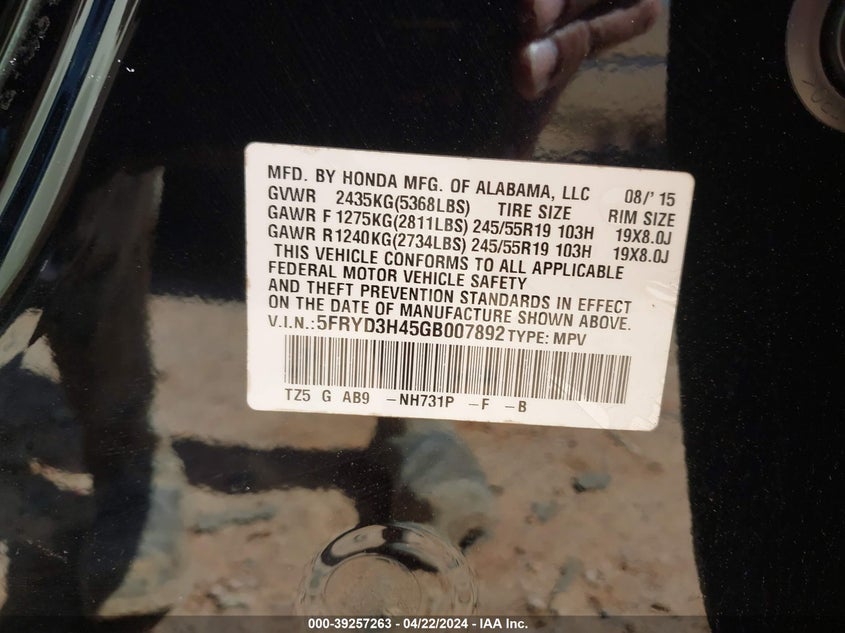 MFD. BY HONDA MFG. OF ALABAMA, LLC 08/' 15
GVWR 2435KG(5368LBS) TIRE SIZE RIM SIZE
GAWR F 1275KG(2811LBS) 245/55R19 103H 19X8.0J
GAWR R1240KG(2734LBS) 245/55R19 103H 19X8.0J
THIS VEHICLE CONFORMS TO ALL APPLICABLE
FEDERAL MOTOR VEHICLE SAFETY
AND THEFT PREVENTION STANDARDS IN EFFECT
ON THE DATE OF MANUFACTURE SHOWN ABOVE.
V.I.N.:5FRYD3H45GB007892 TYPE: MPV
TZ5 G AB9 -NH731P -F -B
000-39257263 - 04/22/2024 - IAA Inc.